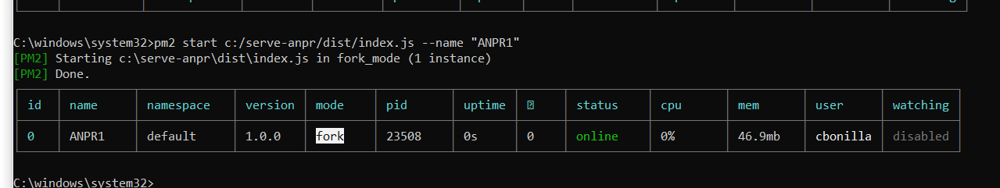 C:\windows\system32>pm2 start c:/serve-anpr/dist/index.js --name "ANPR1"
[PM2] Starting c:\serve-anpr\dist\index.js in fork_mode (1 instance)
[PM2] Done.
id name namespace version mode pid uptime status cpu mem user watching
0 ANPR1 default 1.0.0 fork 23508 0s 0 online 0% 46.9mb cbonilla disabled
C:\windows\system32>